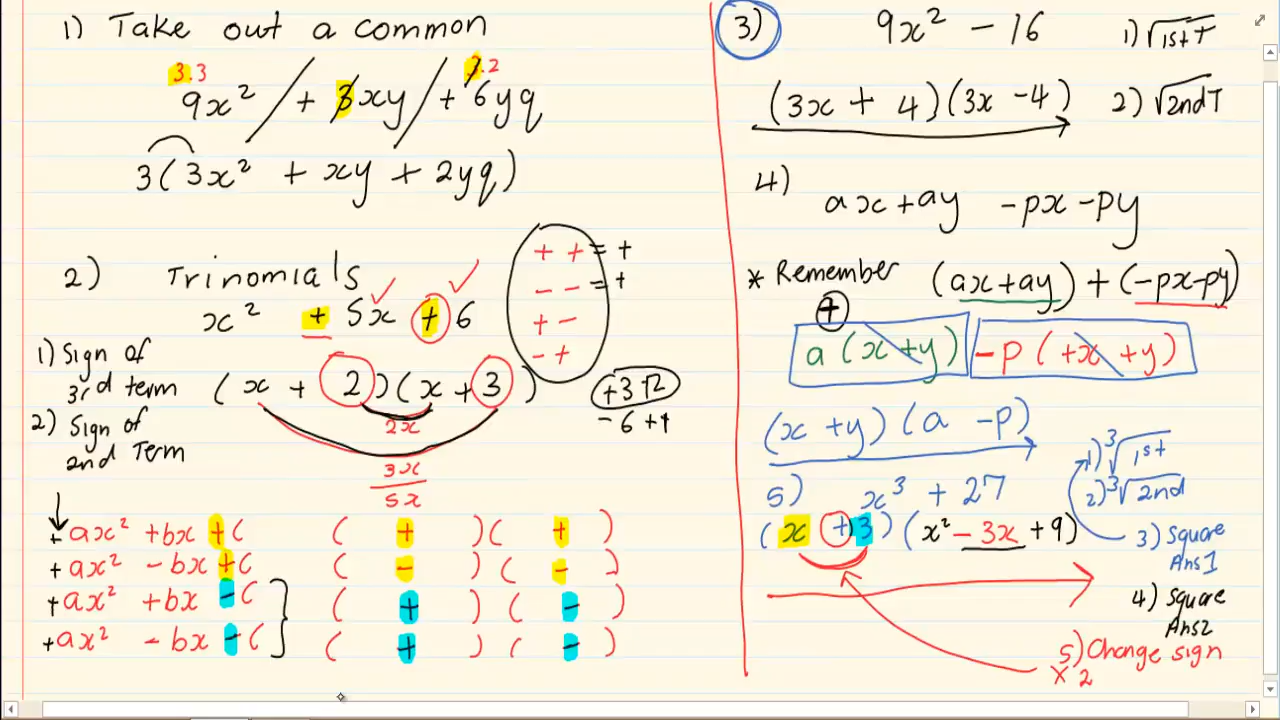 1) Take out a common
3.3 3.2
9x² / + 3xy / + 6yq
3(3x² + xy + 2yq)
2) Trinomials
x² + 5x + 6
+ + = +
- - = +
+ -
- +
1) Sign of
3rd term
(x + 2)(x + 3)
+3+2
-6+1
2) Sign of
2nd Term
2x
3x
5x
+ax² +bx +c ( + )( + )
+ax² - bx +c ( - )( - )
+ax² +bx -c ( + )( - )
+ax² - bx -c ( + )( - )
3) 9x² - 16
1) √1st T
(3x + 4)(3x - 4)
2) √2nd T
4)
ax + ay - px - py
* Remember (ax+ay) + (-px-py)
+
a(x+y) -p(+x+y)
(x+y)(a - p)
1) ³√1st
2) ³√2nd
5) x³ + 27
(x + 3)(x² - 3x + 9)
3) Square
Ans1
4) Square
Ans2
5) Change sign
x 2